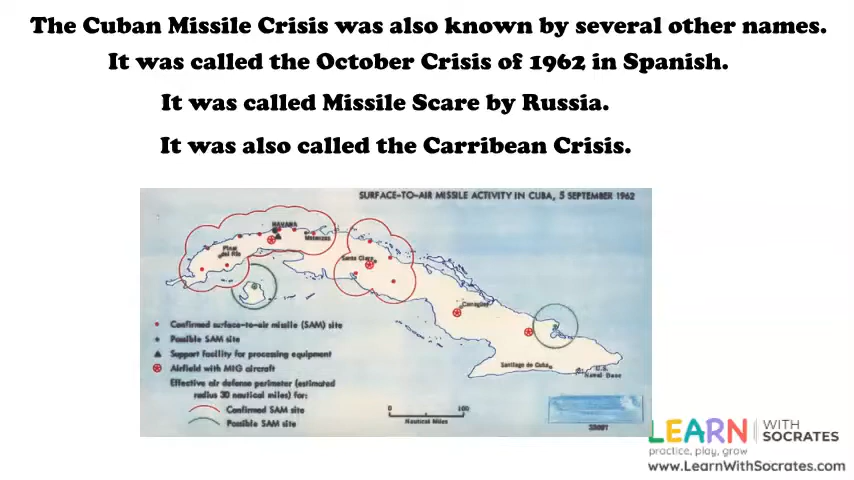 The Cuban Missile Crisis was also known by several other names.
It was called the October Crisis of 1962 in Spanish.
It was called Missile Scare by Russia.
It was also called the Carribean Crisis.
SURFACE-TO-AIR MISSILE ACTIVITY IN CUBA, 5 SEPTEMBER 1962
HAVANA
Matanzas
Pinar
del Rio
Santa Clara
Camaguey
Santiago de Cuba
U.S.
Naval Base
Confirmed surface-to-air missile (SAM) site
Possible SAM site
Support facility for processing equipment
Airfield with MIG aircraft
Effective air defense perimeter (estimated
radius 30 nautical miles) for:
Confirmed SAM site
Possible SAM site
0 100
Nautical Miles
LEARN WITH
SOCRATES
practice, play, grow
www.LearnWithSocrates.com